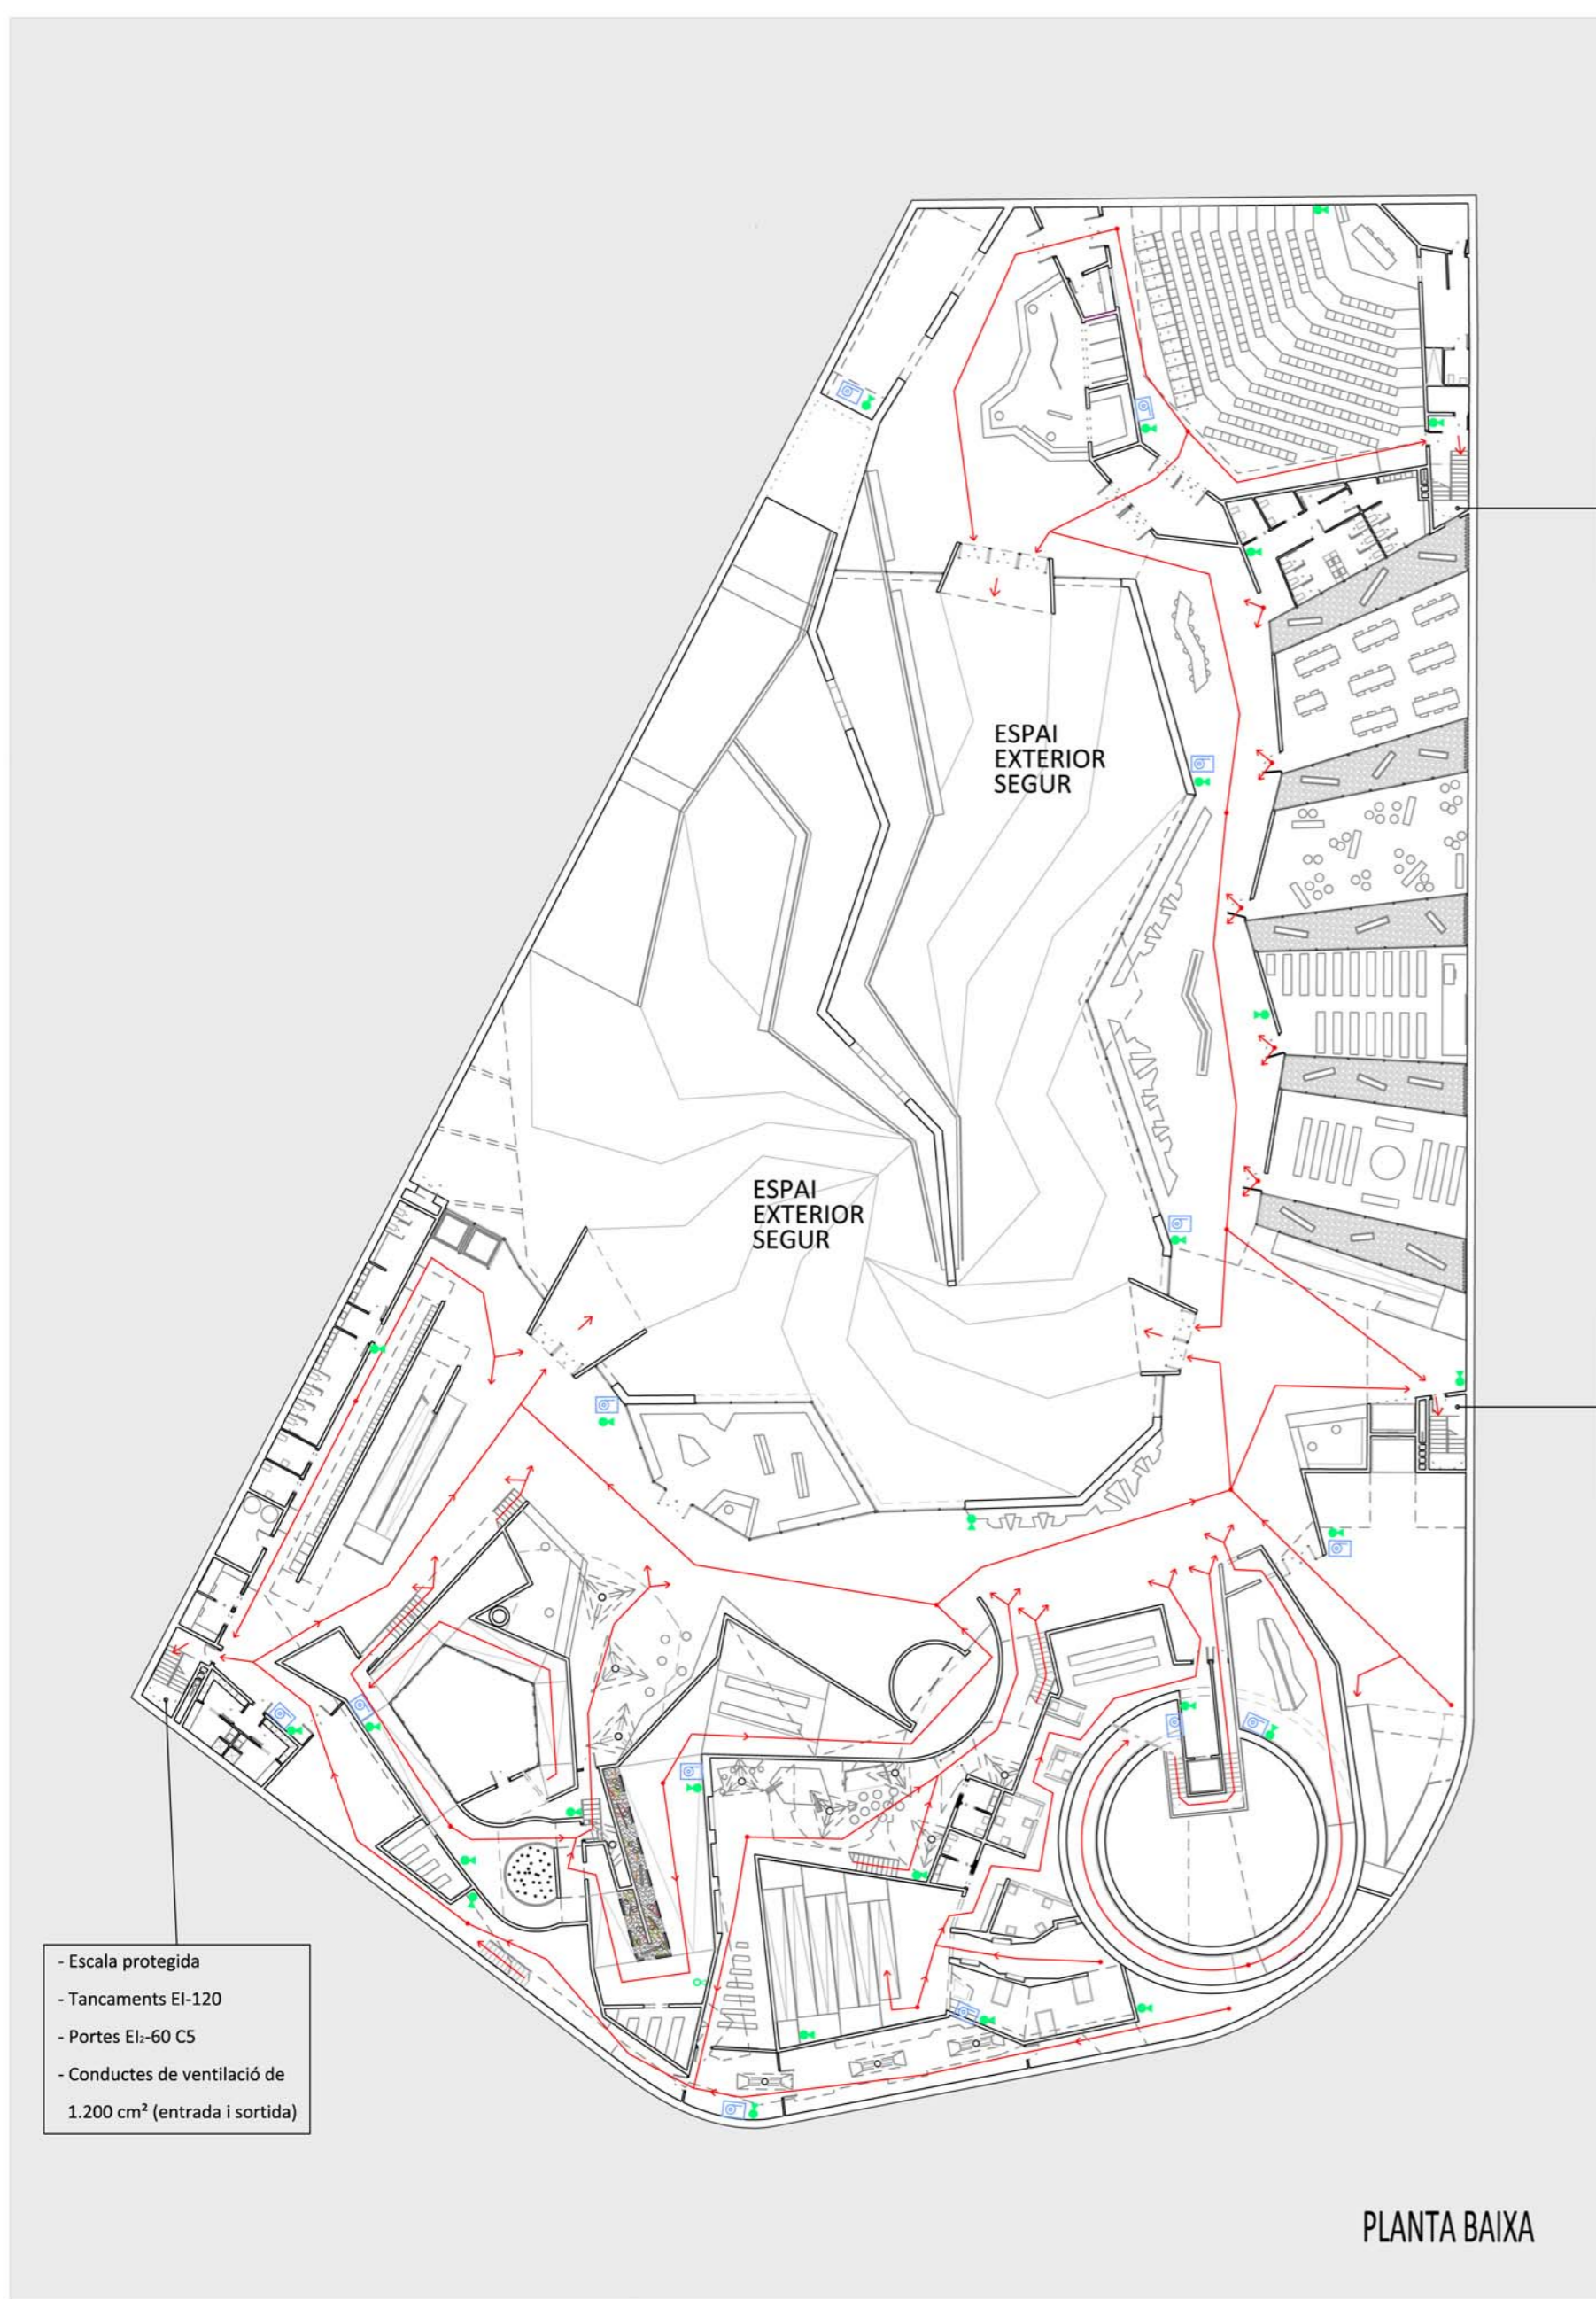 ESPAI
EXTERIOR
SEGUR
ESPAI
EXTERIOR
SEGUR
- Escala protegida
- Tancaments EI-120
- Portes EI₂-60 C5
- Conductes de ventilació de
1.200 cm² (entrada i sortida)
PLANTA BAIXA